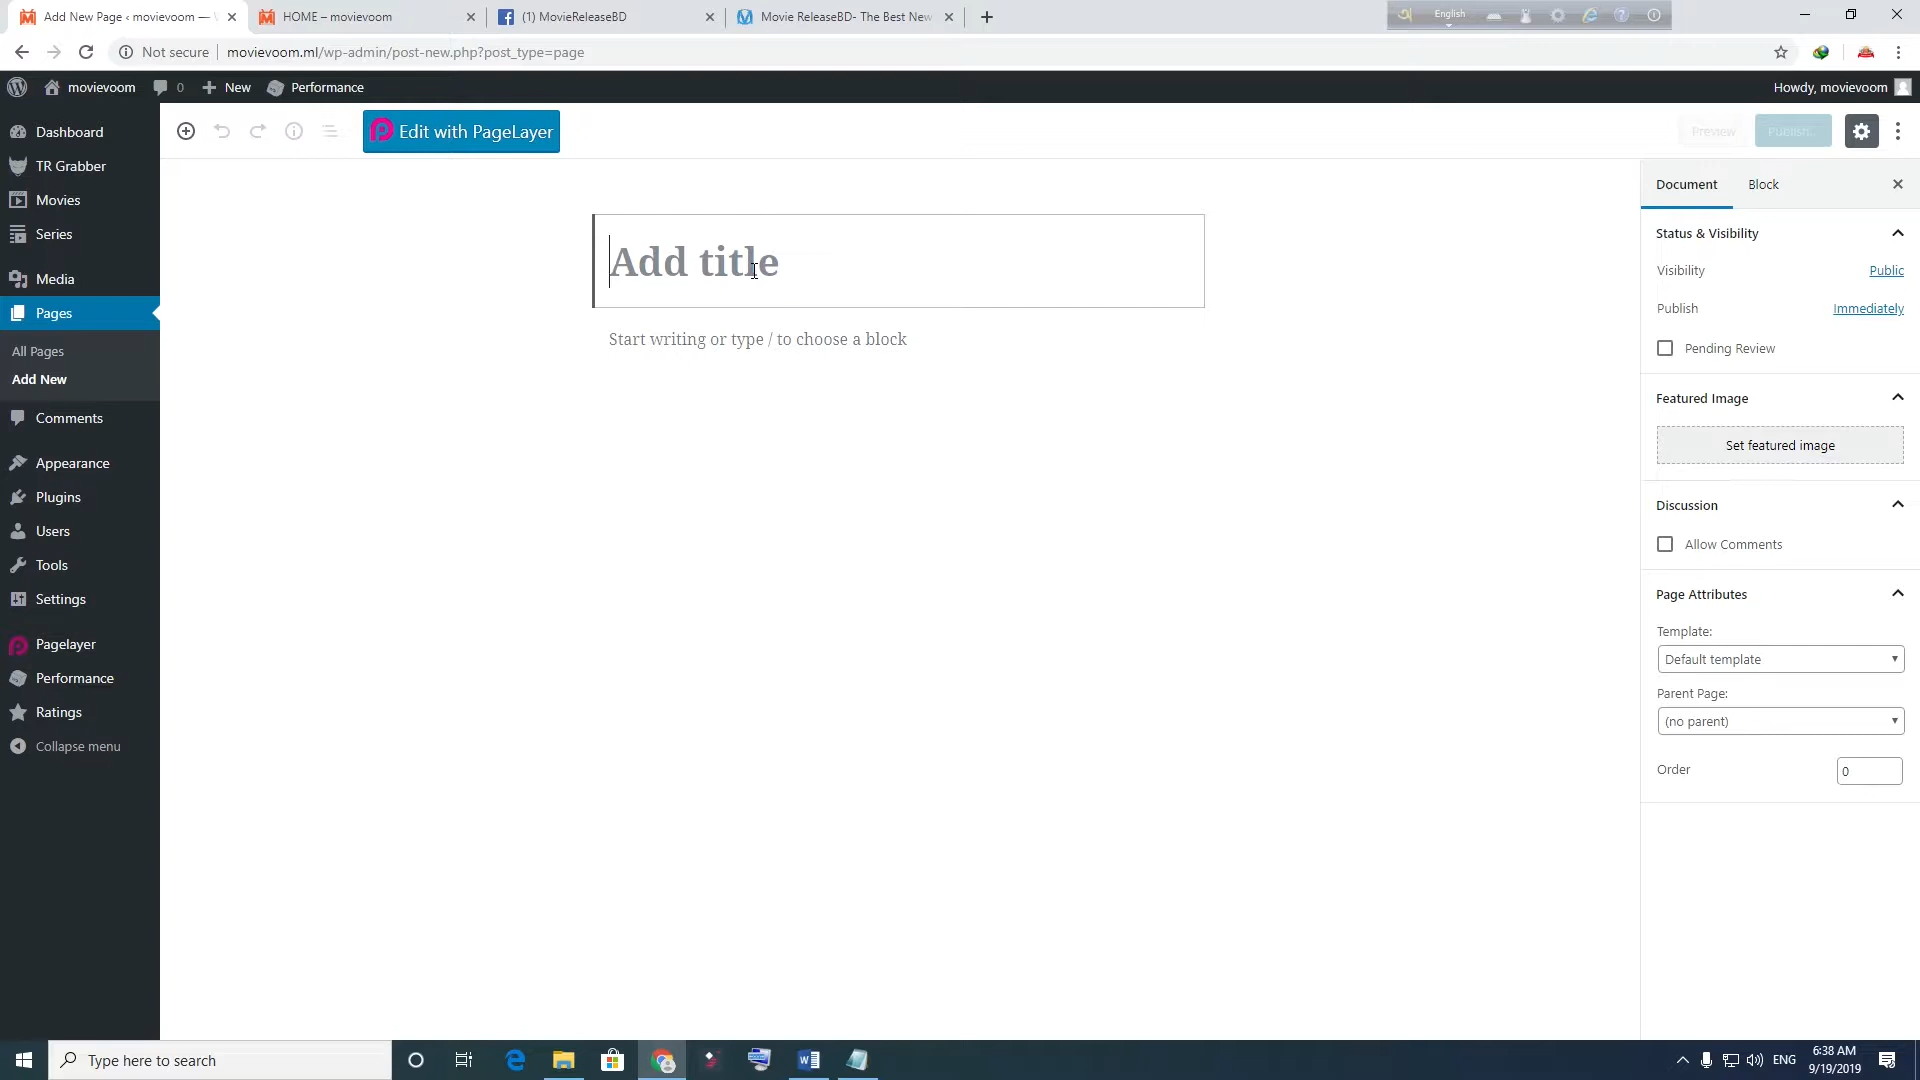 Add New Page ‹ movievoom —
HOME – movievoom
(1) MovieReleaseBD
Movie ReleaseBD- The Best New
English
Not secure
movievoom.ml/wp-admin/post-new.php?post_type=page
movievoom
0
New
Performance
Howdy, movievoom
Dashboard
TR Grabber
Movies
Series
Media
Pages
All Pages
Add New
Comments
Appearance
Plugins
Users
Tools
Settings
Pagelayer
Performance
Ratings
Collapse menu
Edit with PageLayer
Preview
Publish…
Add title
Start writing or type / to choose a block
Document
Block
Status & Visibility
Visibility
Public
Publish
Immediately
Pending Review
Featured Image
Set featured image
Discussion
Allow Comments
Page Attributes
Template:
Default template
Parent Page:
(no parent)
Order
0
Type here to search
ENG
6:38 AM
9/19/2019